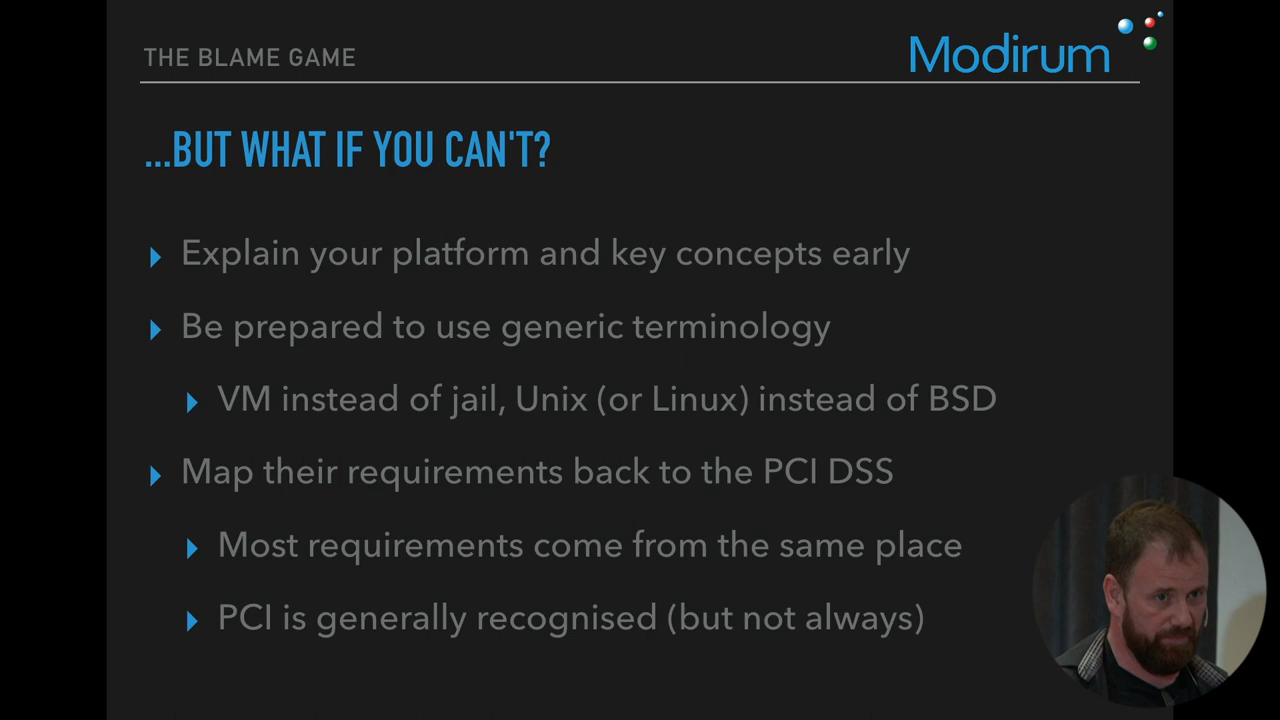 THE BLAME GAME
Modirum
...BUT WHAT IF YOU CAN'T?
Explain your platform and key concepts early
Be prepared to use generic terminology
VM instead of jail, Unix (or Linux) instead of BSD
Map their requirements back to the PCI DSS
Most requirements come from the same place
PCI is generally recognised (but not always)